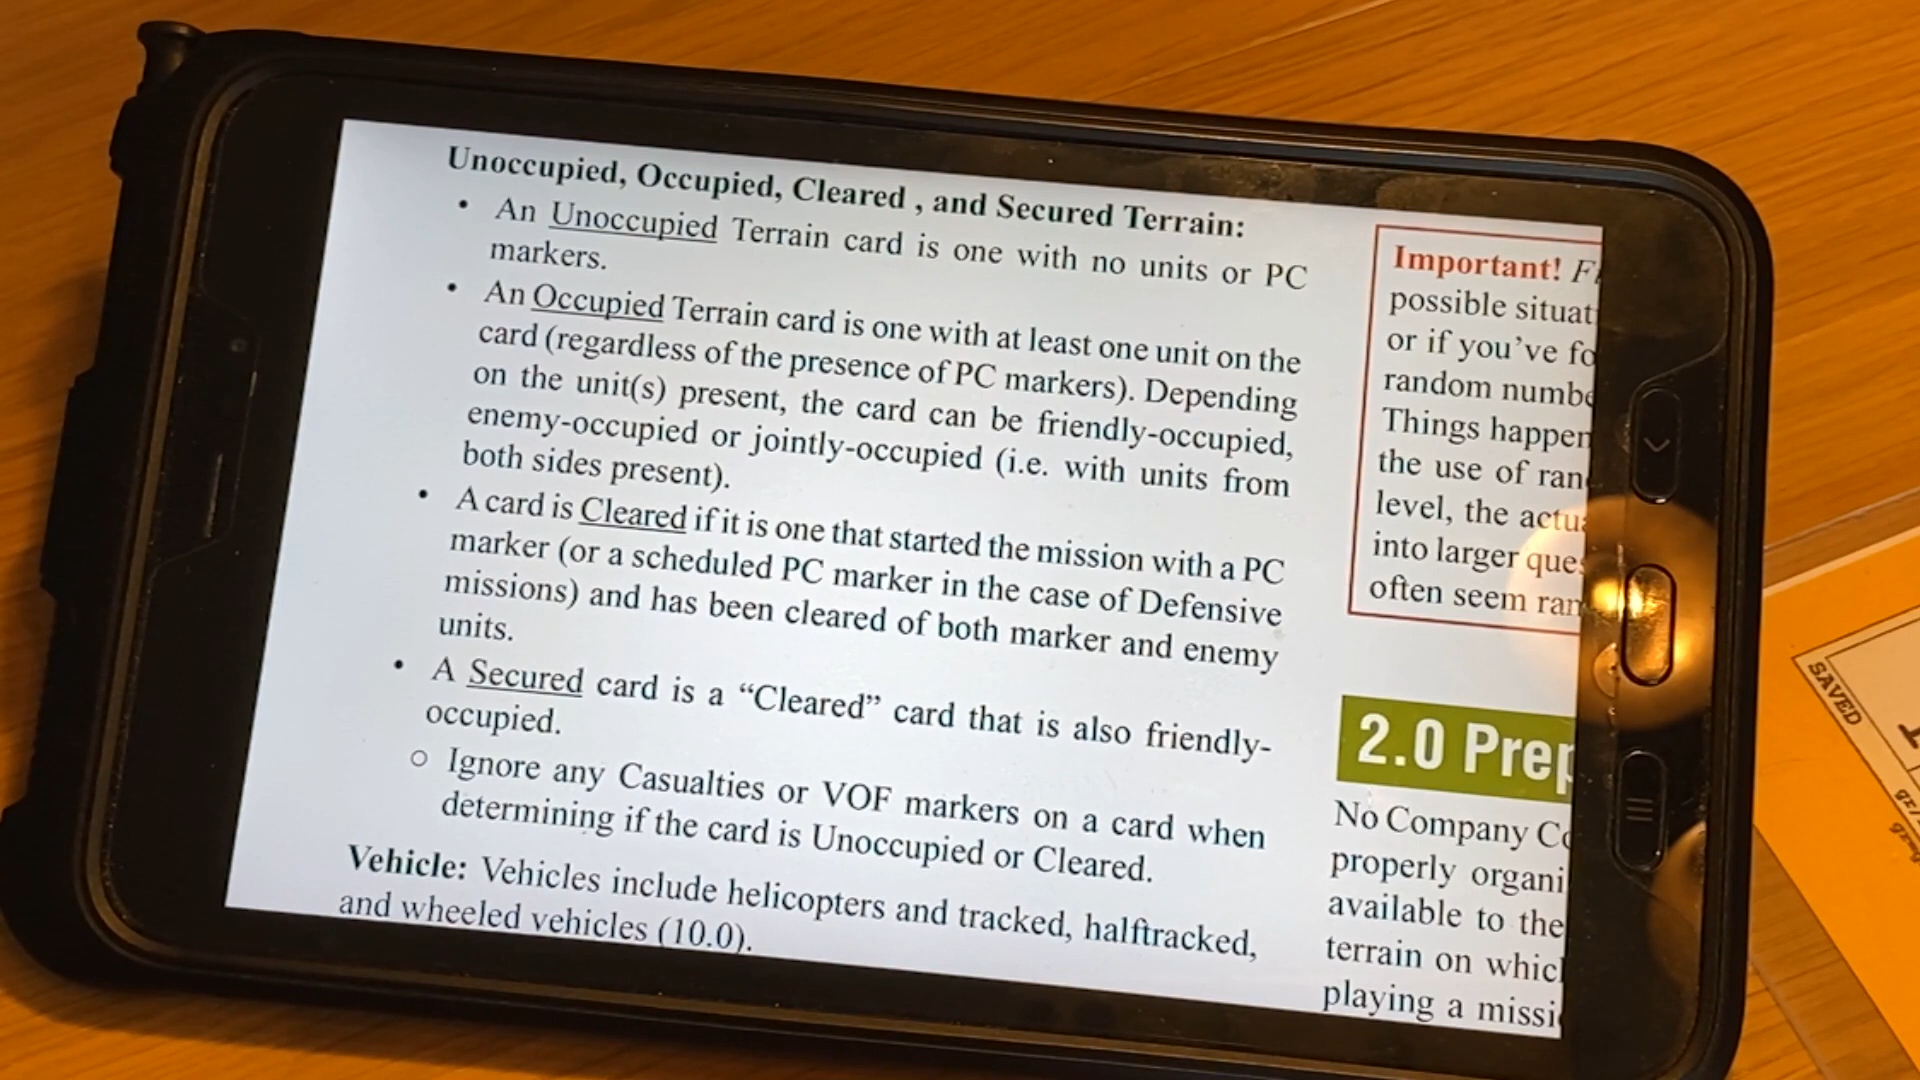 Unoccupied, Occupied, Cleared , and Secured Terrain:
• An Unoccupied Terrain card is one with no units or PC
markers.
• An Occupied Terrain card is one with at least one unit on the
card (regardless of the presence of PC markers). Depending
on the unit(s) present, the card can be friendly-occupied,
enemy-occupied or jointly-occupied (i.e. with units from
both sides present).
• A card is Cleared if it is one that started the mission with a PC
marker (or a scheduled PC marker in the case of Defensive
missions) and has been cleared of both marker and enemy
units.
• A Secured card is a “Cleared” card that is also friendly-
occupied.
○ Ignore any Casualties or VOF markers on a card when
determining if the card is Unoccupied or Cleared.
Vehicle: Vehicles include helicopters and tracked, halftracked,
and wheeled vehicles (10.0).
Important!
possible
or if you’ve
random
Things
the use of
level, the
into larger
often seem
2.0
No Company
properly
available to the
terrain on
playing a
SAVED